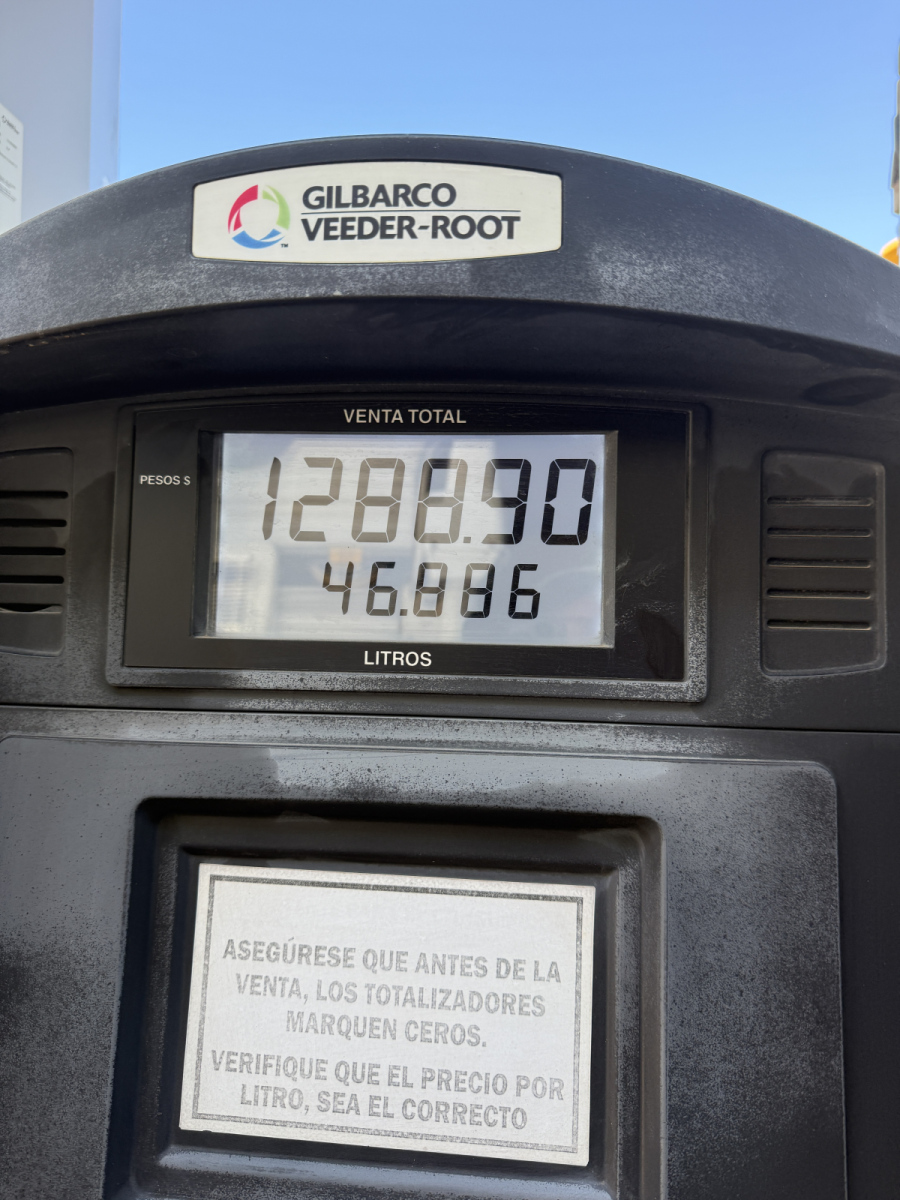 GILBARCO
VEEDER-ROOT
TM
VENTA TOTAL
PESOS $
1288.90
46.886
LITROS
ASEGÚRESE QUE ANTES DE LA
VENTA, LOS TOTALIZADORES
MARQUEN CEROS.
VERIFIQUE QUE EL PRECIO POR
LITRO, SEA EL CORRECTO